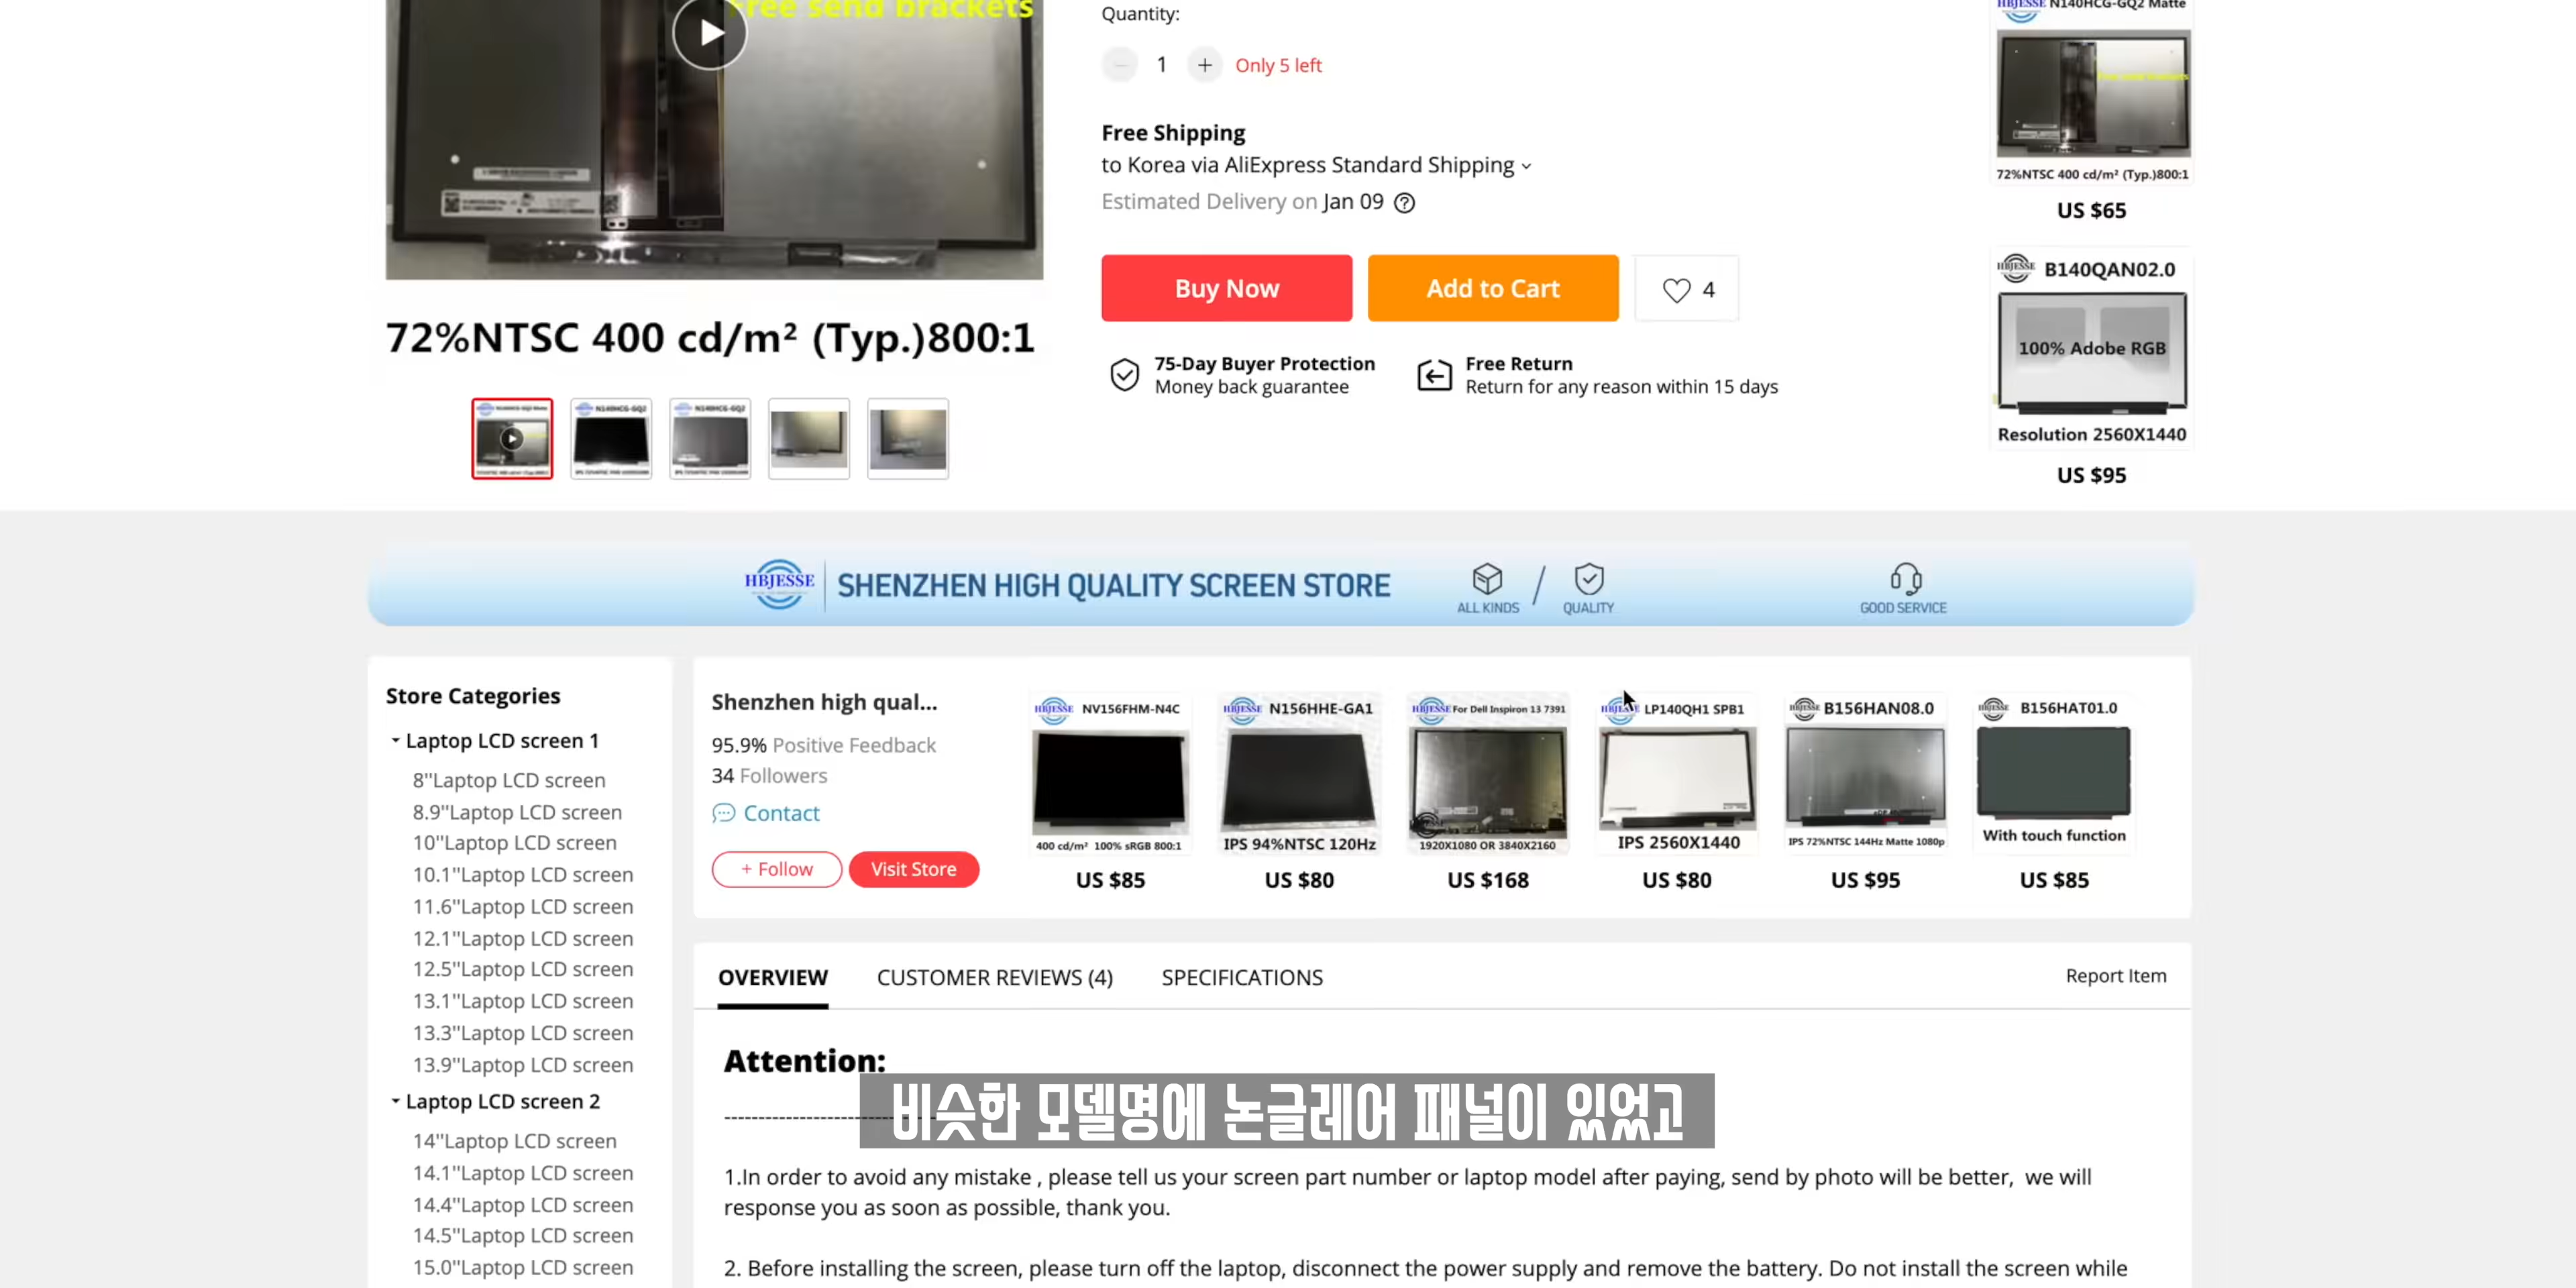 Free send brackets
72%NTSC 400 cd/m² (Typ.)800:1
N140HCG-GQ2
N140HCG-GQ2
Quantity:
1
Only 5 left
Free Shipping
to Korea via AliExpress Standard Shipping
Estimated Delivery on Jan 09
Buy Now
Add to Cart
4
75-Day Buyer Protection
Money back guarantee
Free Return
Return for any reason within 15 days
HBJESSE N140HCG-GQ2 Matte
Free send brackets
72%NTSC 400 cd/m² (Typ.)800:1
US $65
HBJESSE B140QAN02.0
100% Adobe RGB
Resolution 2560X1440
US $95
HBJESSE SHENZHEN HIGH QUALITY SCREEN STORE
ALL KINDS
QUALITY
GOOD SERVICE
Store Categories
Laptop LCD screen 1
8"Laptop LCD screen
8.9"Laptop LCD screen
10"Laptop LCD screen
10.1"Laptop LCD screen
11.6"Laptop LCD screen
12.1"Laptop LCD screen
12.5"Laptop LCD screen
13.1"Laptop LCD screen
13.3"Laptop LCD screen
13.9"Laptop LCD screen
Laptop LCD screen 2
14"Laptop LCD screen
14.1"Laptop LCD screen
14.4"Laptop LCD screen
14.5"Laptop LCD screen
15.0"Laptop LCD screen
Shenzhen high qual...
95.9% Positive Feedback
34 Followers
Contact
+ Follow
Visit Store
HBJESSE NV156FHM-N4C
400 cd/m² 100% sRGB 800:1
US $85
HBJESSE N156HHE-GA1
IPS 94%NTSC 120Hz
US $80
HBJESSE For Dell Inspiron 13 7391
1920X1080 OR 3840X2160
US $168
HBJESSE LP140QH1 SPB1
IPS 2560X1440
US $80
HBJESSE B156HAN08.0
IPS 72%NTSC 144Hz Matte 1080p
US $95
HBJESSE B156HAT01.0
With touch function
US $85
OVERVIEW
CUSTOMER REVIEWS (4)
SPECIFICATIONS
Report Item
Attention:
비슷한 모델명에 논글레어 패널이 있었고
1.In order to avoid any mistake , please tell us your screen part number or laptop model after paying, send by photo will be better, we will
response you as soon as possible, thank you.
2. Before installing the screen, please turn off the laptop, disconnect the power supply and remove the battery. Do not install the screen while